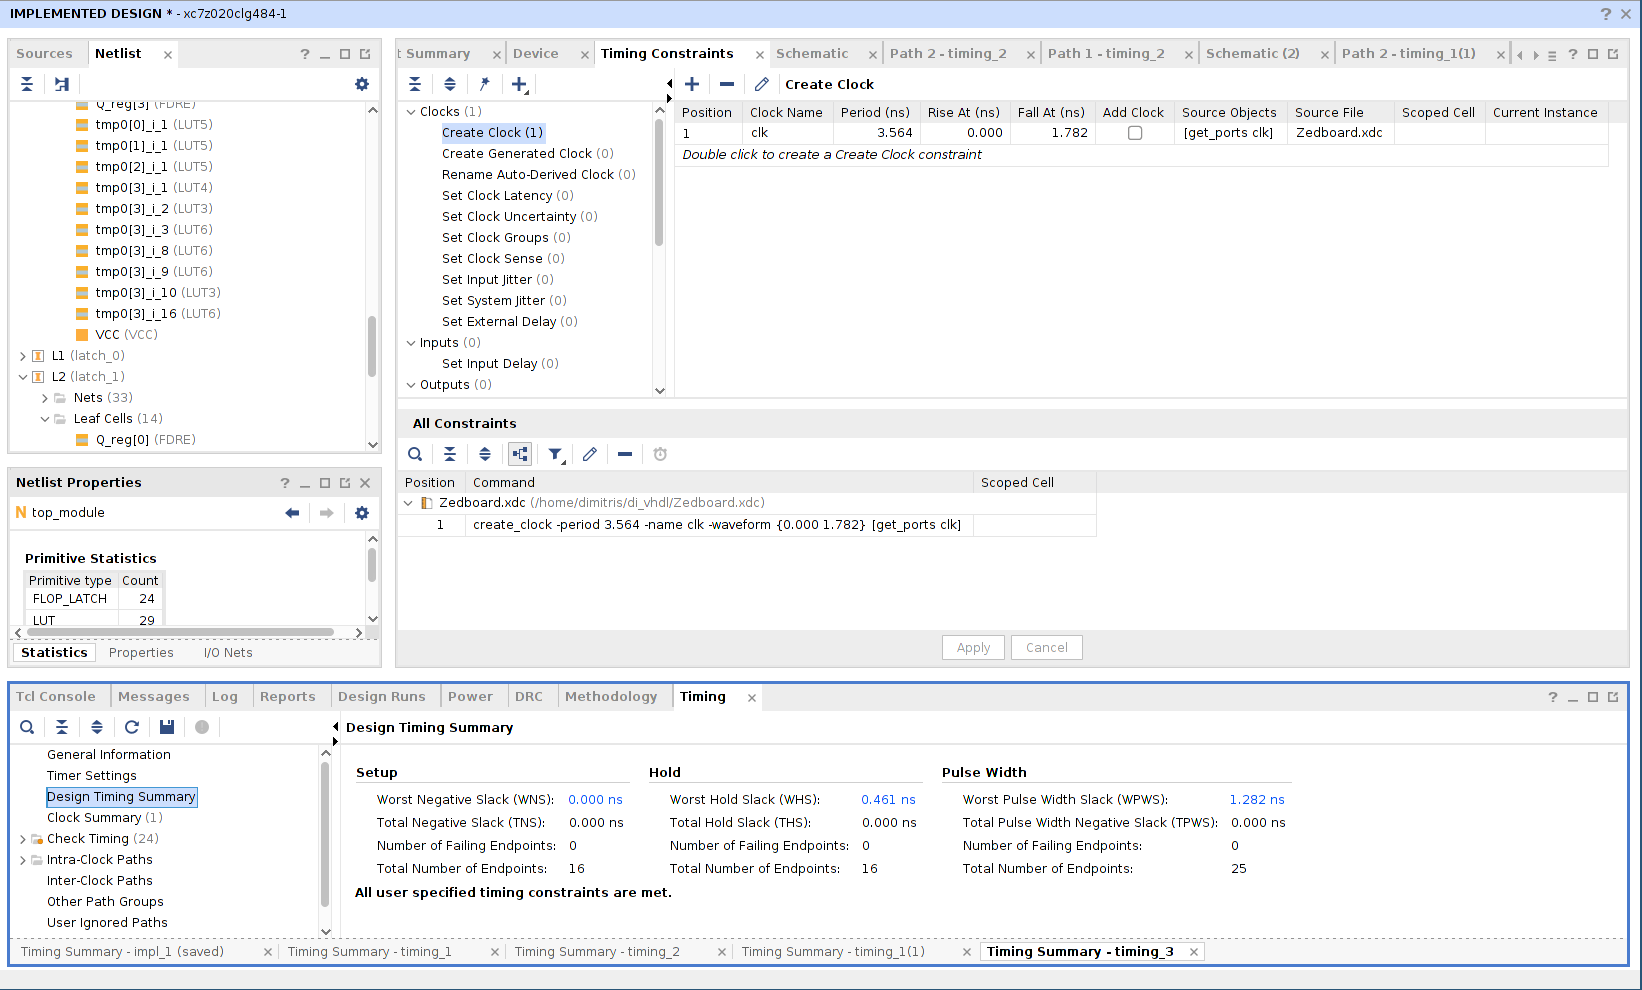 IMPLEMENTED DESIGN * - xc7z020clg484-1
Sources
Netlist
Q_reg[3] (FDRE)
tmp0[0]_i_1 (LUT5)
tmp0[1]_i_1 (LUT5)
tmp0[2]_i_1 (LUT5)
tmp0[3]_i_1 (LUT4)
tmp0[3]_i_2 (LUT3)
tmp0[3]_i_3 (LUT6)
tmp0[3]_i_8 (LUT6)
tmp0[3]_i_9 (LUT6)
tmp0[3]_i_10 (LUT3)
tmp0[3]_i_16 (LUT6)
VCC (VCC)
L1 (latch_0)
L2 (latch_1)
Nets (33)
Leaf Cells (14)
Q_reg[0] (FDRE)
Netlist Properties
N top_module
Primitive Statistics
Primitive type Count
FLOP_LATCH 24
LUT 29
Statistics Properties I/O Nets
t Summary Device Timing Constraints Schematic Path 2 - timing_2 Path 1 - timing_2 Schematic (2) Path 2 - timing_1(1)
Clocks (1)
Create Clock (1)
Create Generated Clock (0)
Rename Auto-Derived Clock (0)
Set Clock Latency (0)
Set Clock Uncertainty (0)
Set Clock Groups (0)
Set Clock Sense (0)
Set Input Jitter (0)
Set System Jitter (0)
Set External Delay (0)
Inputs (0)
Set Input Delay (0)
Outputs (0)
Create Clock
Position Clock Name Period (ns) Rise At (ns) Fall At (ns) Add Clock Source Objects Source File Scoped Cell Current Instance
1 clk 3.564 0.000 1.782 [get_ports clk] Zedboard.xdc
Double click to create a Create Clock constraint
All Constraints
Position Command Scoped Cell
Zedboard.xdc (/home/dimitris/di_vhdl/Zedboard.xdc)
1 create_clock -period 3.564 -name clk -waveform {0.000 1.782} [get_ports clk]
Apply Cancel
Tcl Console Messages Log Reports Design Runs Power DRC Methodology Timing
General Information
Timer Settings
Design Timing Summary
Clock Summary (1)
Check Timing (24)
Intra-Clock Paths
Inter-Clock Paths
Other Path Groups
User Ignored Paths
Design Timing Summary
Setup Hold Pulse Width
Worst Negative Slack (WNS): 0.000 ns Worst Hold Slack (WHS): 0.461 ns Worst Pulse Width Slack (WPWS): 1.282 ns
Total Negative Slack (TNS): 0.000 ns Total Hold Slack (THS): 0.000 ns Total Pulse Width Negative Slack (TPWS): 0.000 ns
Number of Failing Endpoints: 0 Number of Failing Endpoints: 0 Number of Failing Endpoints: 0
Total Number of Endpoints: 16 Total Number of Endpoints: 16 Total Number of Endpoints: 25
All user specified timing constraints are met.
Timing Summary - impl_1 (saved) Timing Summary - timing_1 Timing Summary - timing_2 Timing Summary - timing_1(1) Timing Summary - timing_3